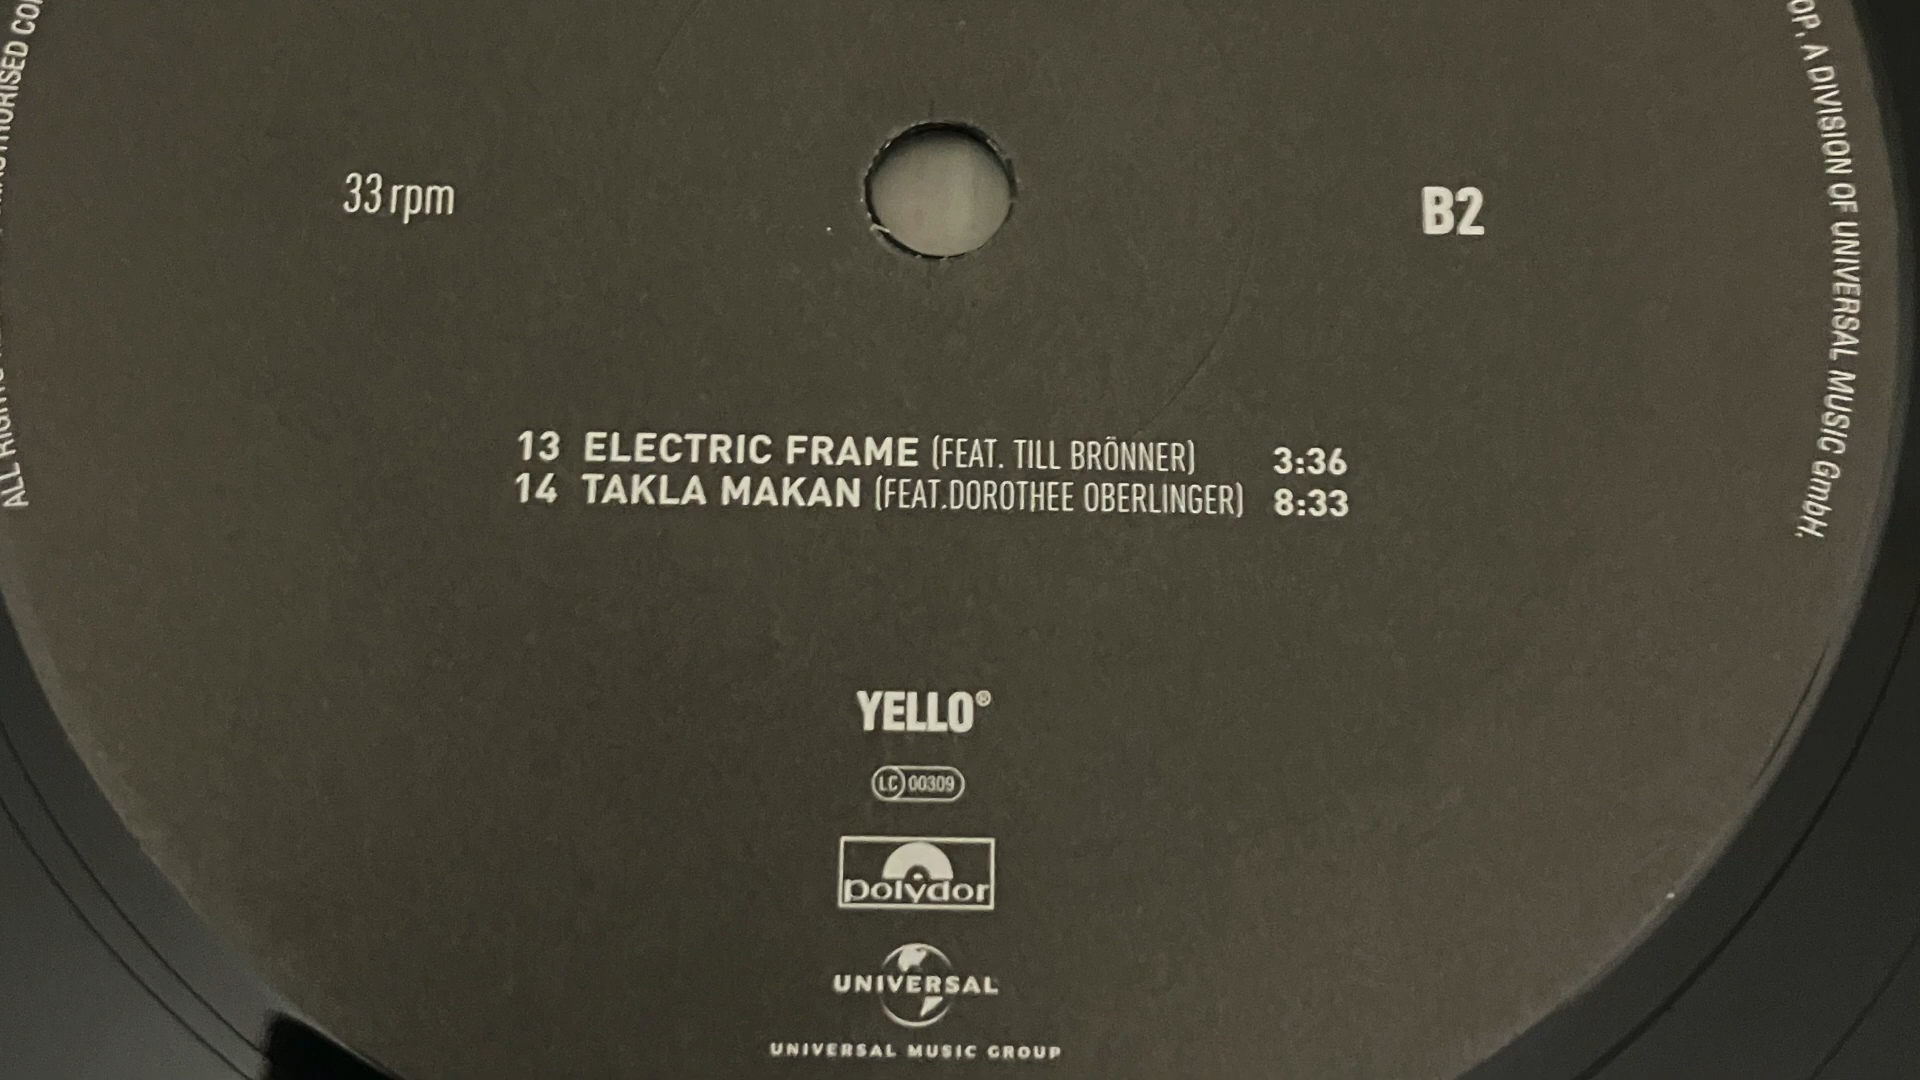 33 rpm
B2
13 ELECTRIC FRAME (FEAT. TILL BRÖNNER) 3:36
14 TAKLA MAKAN (FEAT.DOROTHEE OBERLINGER) 8:33
YELLO®
LC 00309
polydor
UNIVERSAL
UNIVERSAL MUSIC GROUP
ALL
A DIVISION OF UNIVERSAL MUSIC GmbH.